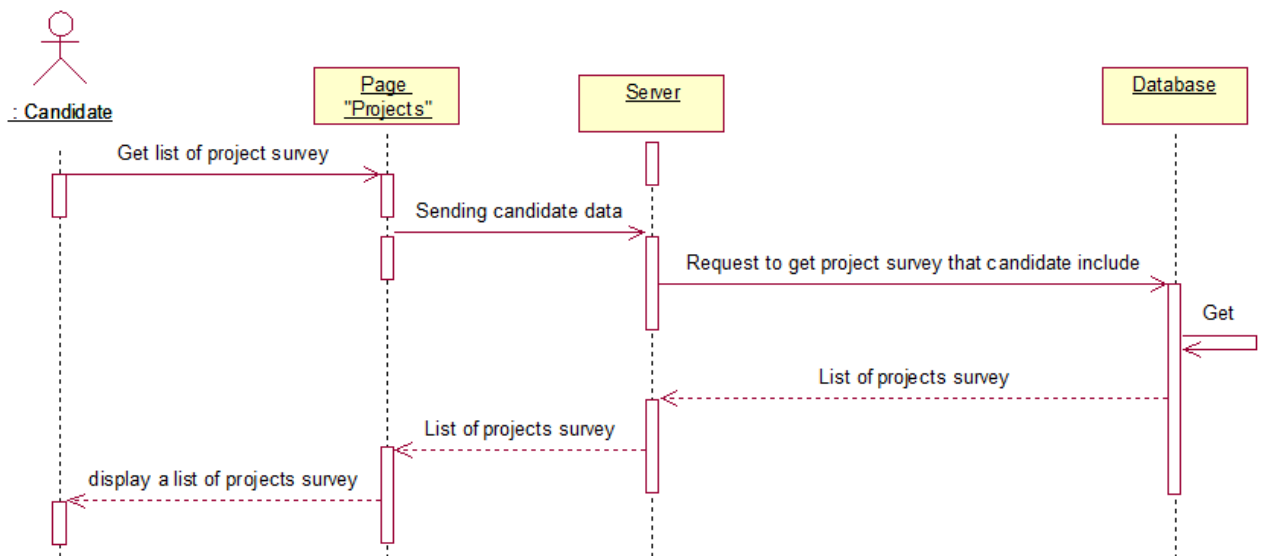 : Candidate
Page
"Projects"
Server
Database
Get list of project survey
Sending candidate data
Request to get project survey that candidate include
Get
List of projects survey
List of projects survey
display a list of projects survey